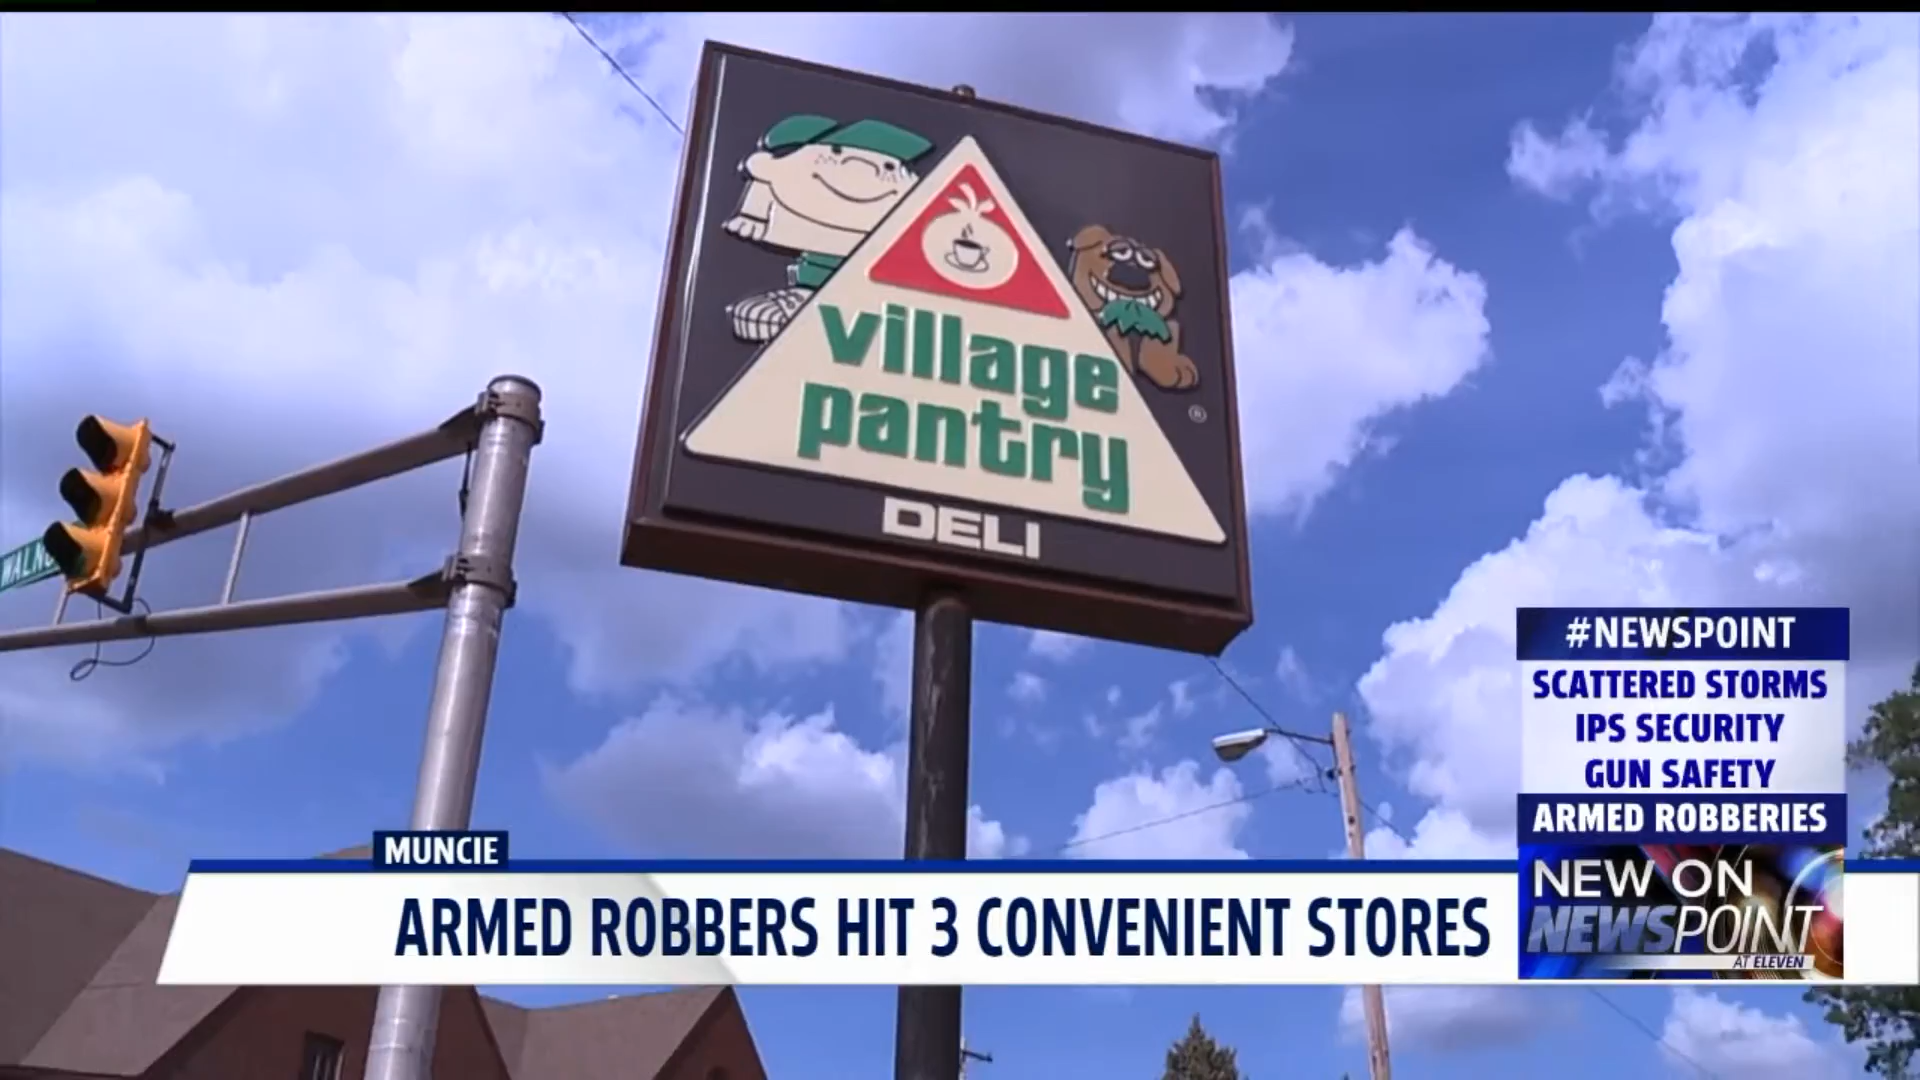 village
pantry
®
DELI
#NEWSPOINT
SCATTERED STORMS
IPS SECURITY
GUN SAFETY
ARMED ROBBERIES
NEW ON
NEWSPOINT
AT ELEVEN
MUNCIE
ARMED ROBBERS HIT 3 CONVENIENT STORES